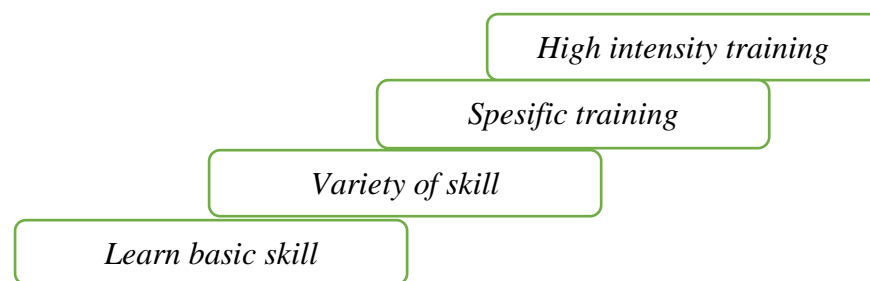 High intensity training
Spesific training
Variety of skill
Learn basic skill